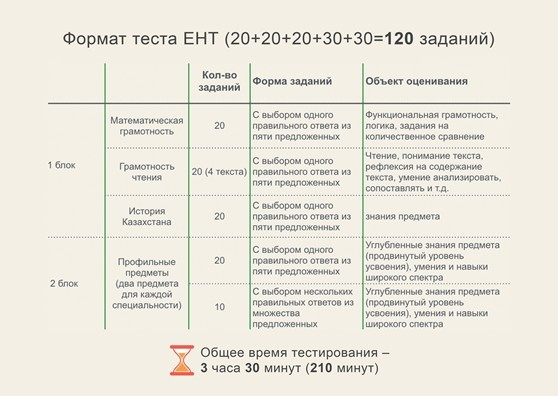 Формат теста ЕНТ (20+20+20+30+30=120 заданий)
Кол-во
заданий
Форма заданий
Объект оценивания
1 блок
Математическая
грамотность
20
С выбором одного
правильного ответа из
пяти предложенных
Функциональная грамотность,
логика, задания на
количественное сравнение
Грамотность
чтения
20 (4 текста)
С выбором одного
правильного ответа из
пяти предложенных
Чтение, понимание текста,
рефлексия на содержание
текста, умение анализировать,
сопоставлять и т.д.
История
Казахстана
20
С выбором одного
правильного ответа из
пяти предложенных
знания предмета
2 блок
Профильные
предметы
(два предмета
для каждой
специальности)
20
С выбором одного
правильного ответа из
пяти предложенных
Углубленные знания предмета
(продвинутый уровень
усвоения), умения и навыки
широкого спектра
10
С выбором нескольких
правильных ответов из
множества
предложенных
Углубленные знания предмета
(продвинутый уровень
усвоения), умения и навыки
широкого спектра
Общее время тестирования –
3 часа 30 минут (210 минут)